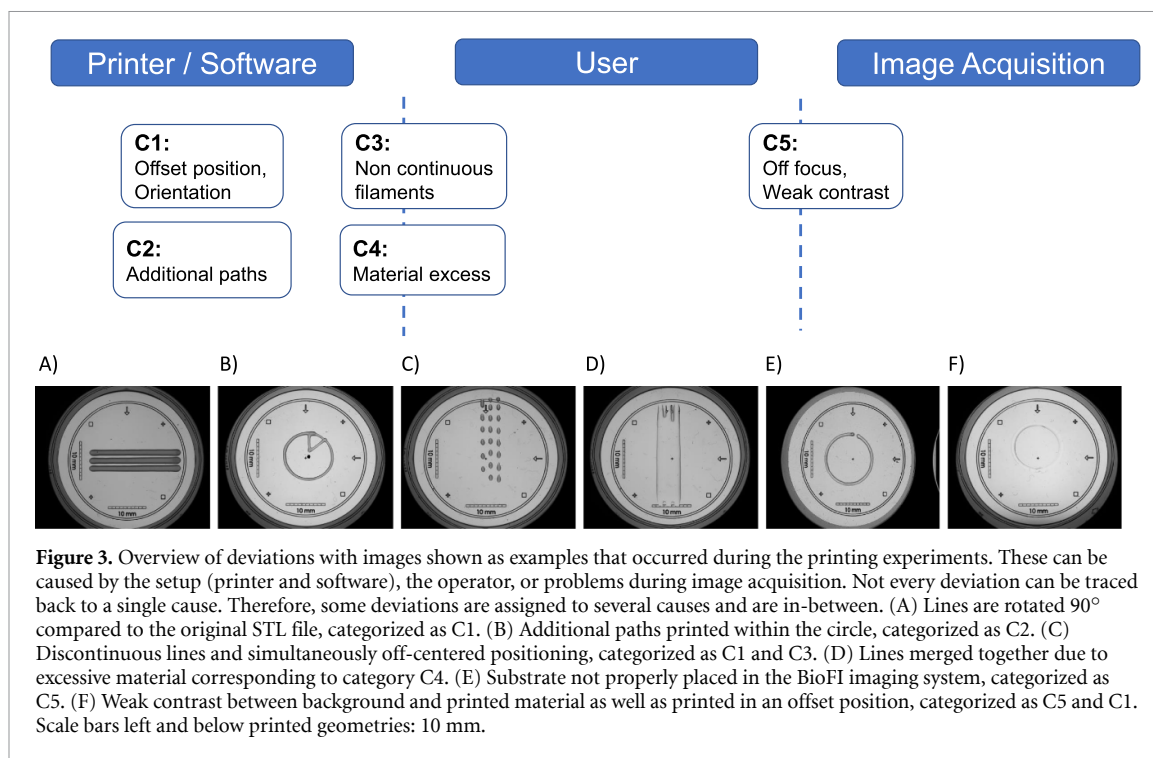 Printer / Software
User
Image Acquisition
C1:
Offset position,
Orientation
C3:
Non continuous
filaments
C5:
Off focus,
Weak contrast
C2:
Additional paths
C4:
Material excess
A)
B)
C)
D)
E)
F)
10 mm
10 mm
10 mm
10 mm
10 mm
10 mm
10 mm
10 mm
10 mm
10 mm
10 mm
10 mm
Figure 3. Overview of deviations with images shown as examples that occurred during the printing experiments. These can be
caused by the setup (printer and software), the operator, or problems during image acquisition. Not every deviation can be traced
back to a single cause. Therefore, some deviations are assigned to several causes and are in-between. (A) Lines are rotated 90°
compared to the original STL file, categorized as C1. (B) Additional paths printed within the circle, categorized as C2. (C)
Discontinuous lines and simultaneously off-centered positioning, categorized as C1 and C3. (D) Lines merged together due to
excessive material corresponding to category C4. (E) Substrate not properly placed in the BioFI imaging system, categorized as
C5. (F) Weak contrast between background and printed material as well as printed in an offset position, categorized as C5 and C1.
Scale bars left and below printed geometries: 10 mm.